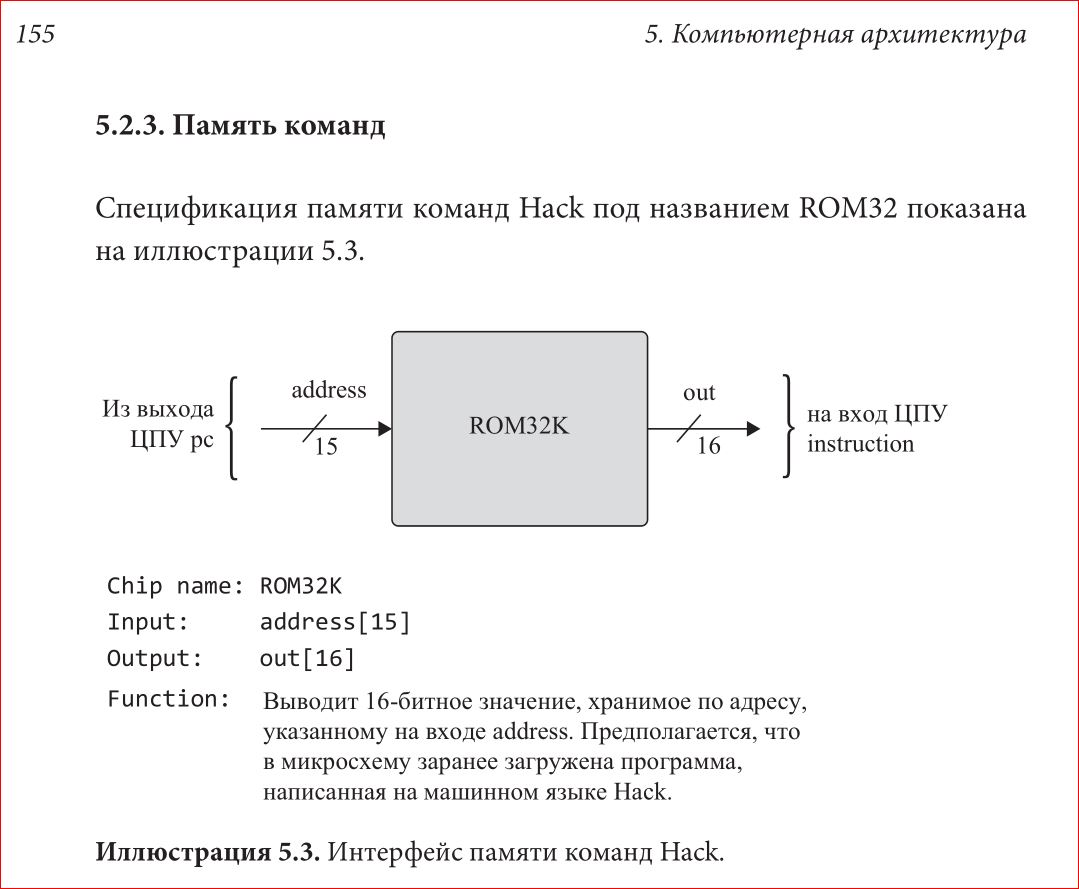 155
5. Компьютерная архитектура
5.2.3. Память команд
Спецификация памяти команд Hack под названием ROM32 показана
на иллюстрации 5.3.
Из выхода
ЦПУ pc
address
15
ROM32K
out
16
на вход ЦПУ
instruction
Chip name: ROM32K
Input: address[15]
Output: out[16]
Function: Выводит 16-битное значение, хранимое по адресу,
указанному на входе address. Предполагается, что
в микросхему заранее загружена программа,
написанная на машинном языке Hack.
Иллюстрация 5.3. Интерфейс памяти команд Hack.